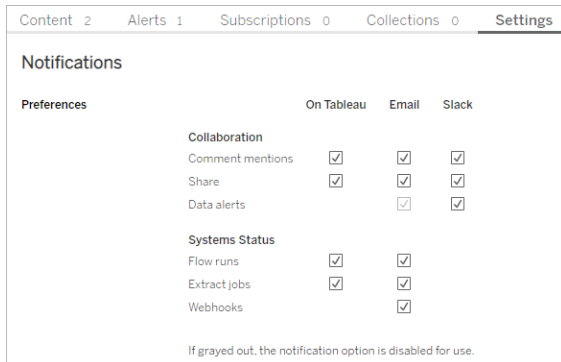 Content 2 Alerts 1 Subscriptions 0 Collections 0 Settings
Notifications
Preferences On Tableau Email Slack
Collaboration
Comment mentions
Share
Data alerts
Systems Status
Flow runs
Extract jobs
Webhooks
If grayed out, the notification option is disabled for use.